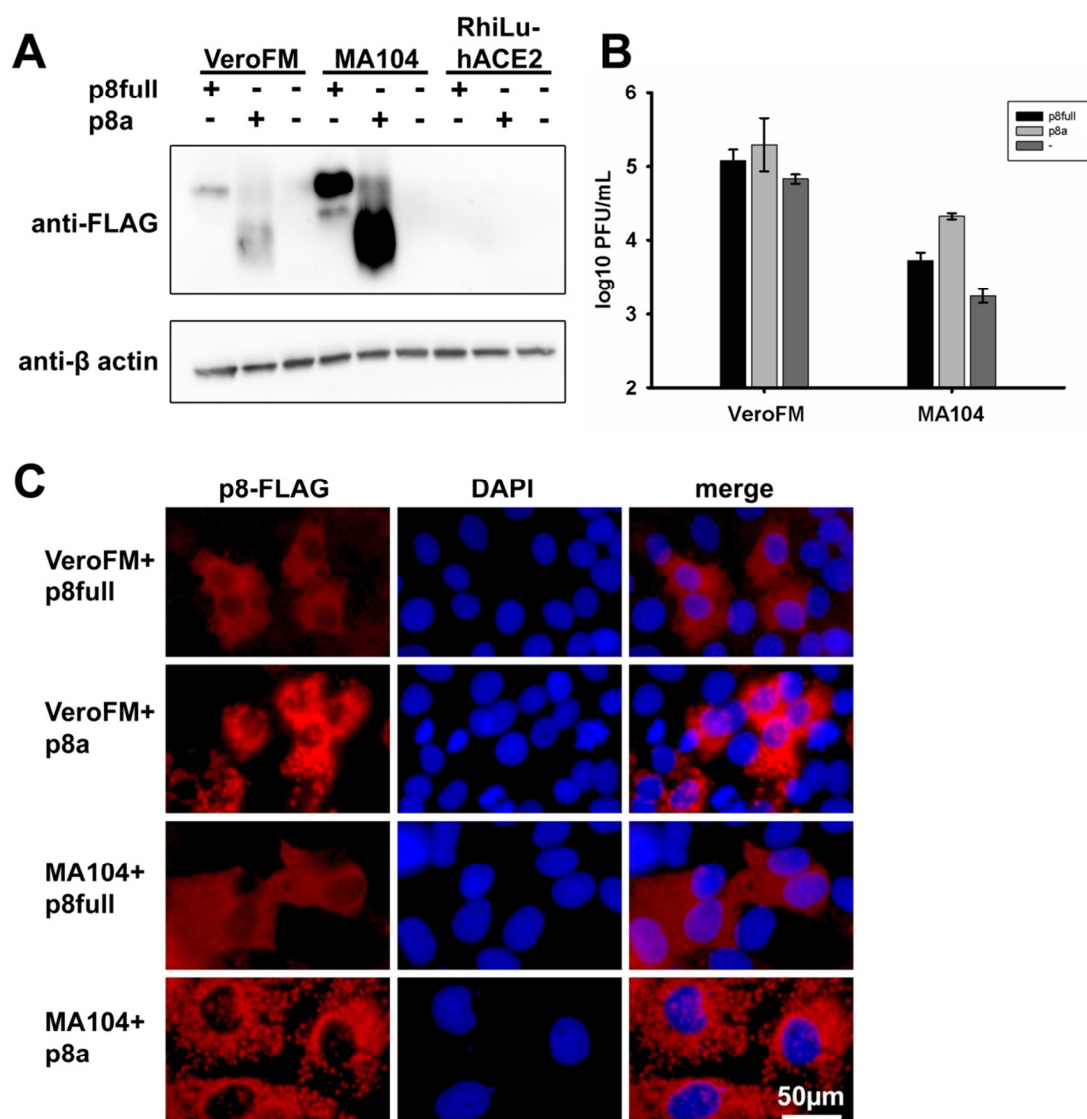 A
VeroFM MA104 RhiLu-
hACE2
p8full + - - + - - + - -
p8a - + - - + - - + -
anti-FLAG
anti-β actin
B
6
5
4
3
2
log10 PFU/mL
VeroFM MA104
p8full
p8a
-
C
p8-FLAG DAPI merge
VeroFM+
p8full
VeroFM+
p8a
MA104+
p8full
MA104+
p8a
50µm